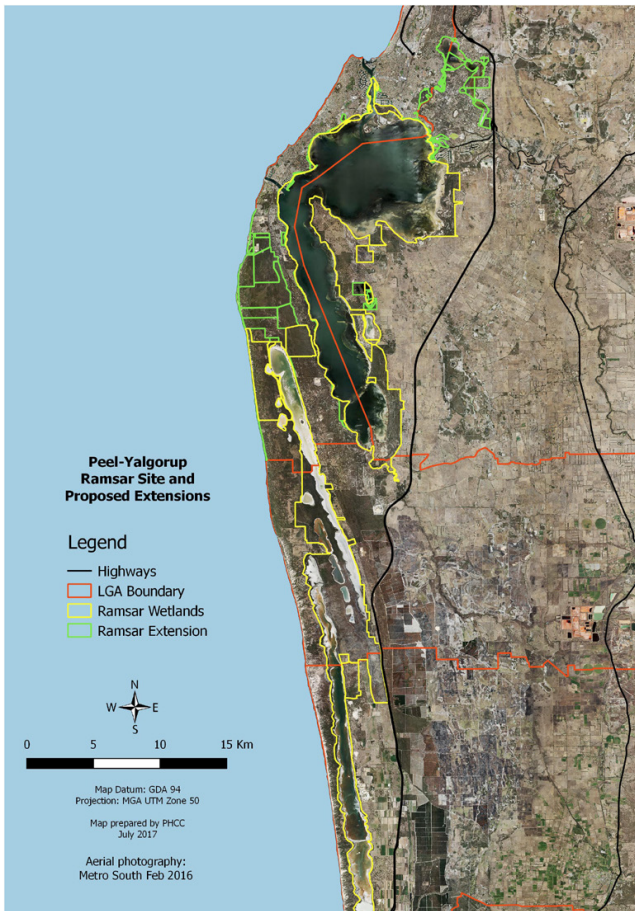 Peel-Yalgorup
Ramsar Site and
Proposed Extensions
Legend
Highways
LGA Boundary
Ramsar Wetlands
Ramsar Extension
N
W
E
S
0
5
10
15 Km
Map Datum: GDA 94
Projection: MGA UTM Zone 50
Map prepared by PHCC
July 2017
Aerial photography:
Metro South Feb 2016